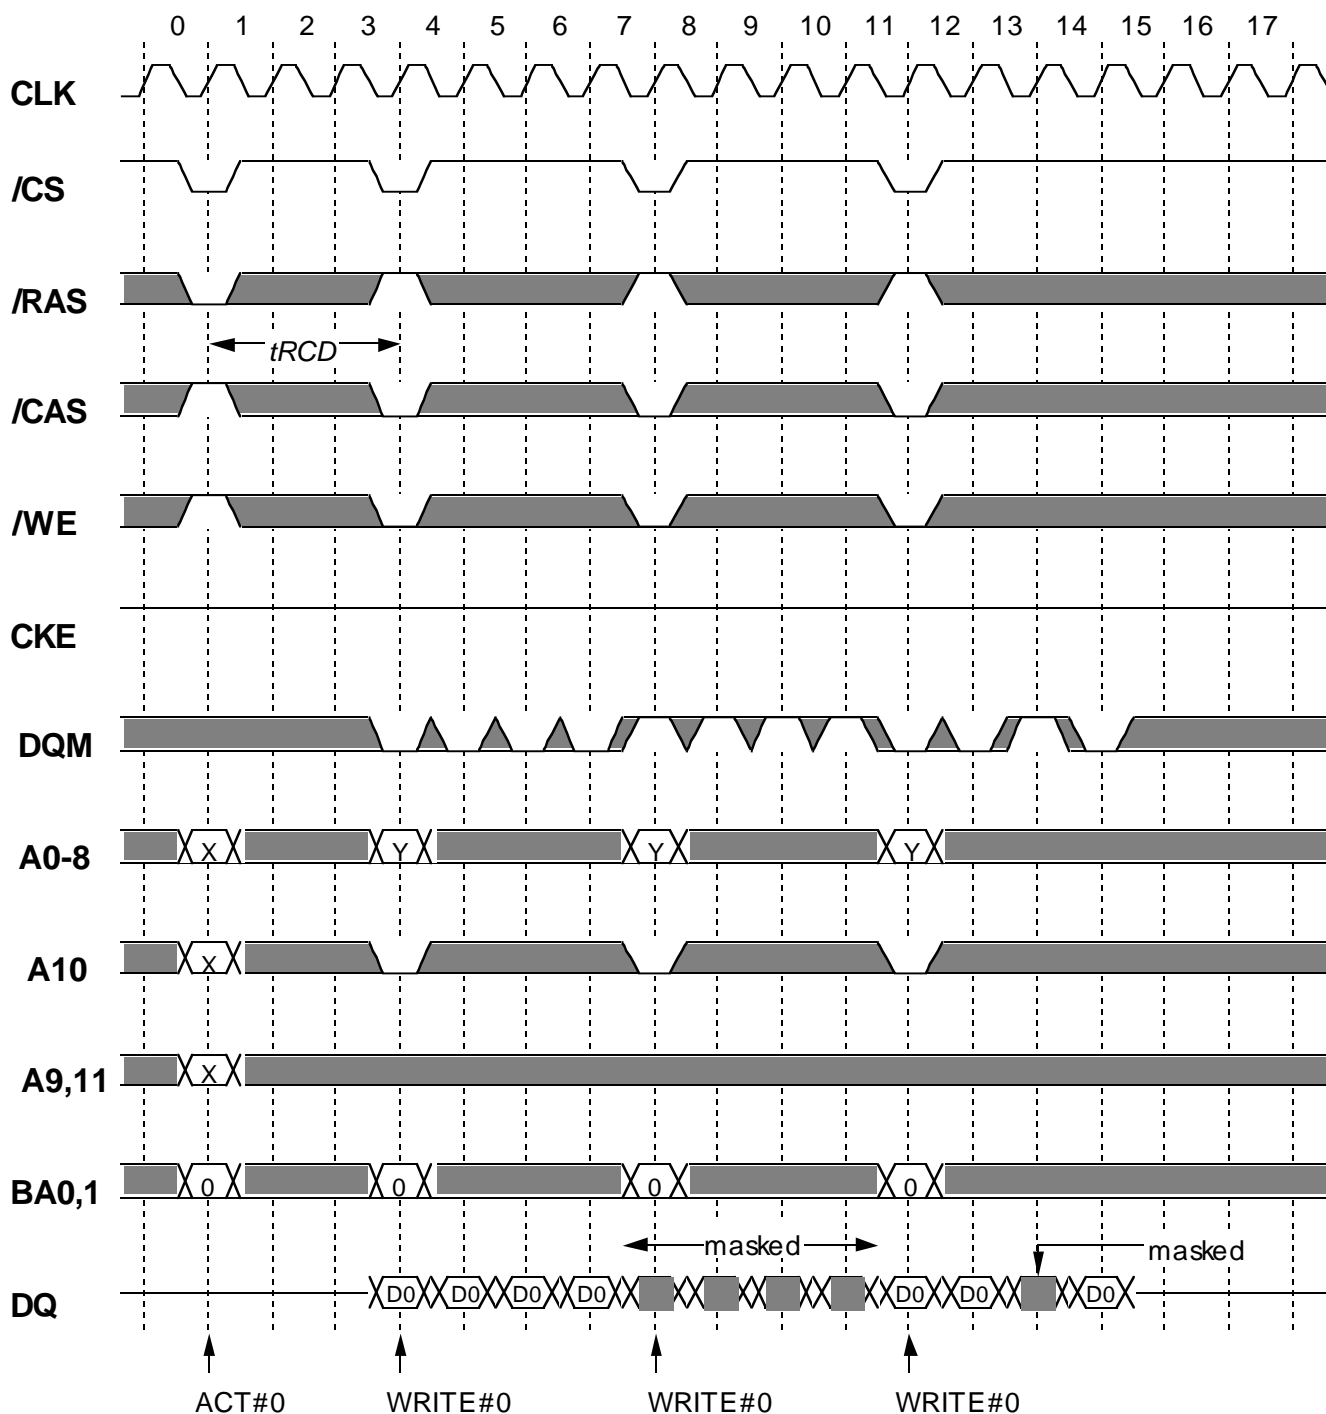 0 1 2 3 4 5 6 7 8 9 10 11 12 13 14 15 16 17
CLK
/CS
/RAS
tRCD
/CAS
/WE
CKE
DQM
A0-8 X Y Y Y
A10 X
A9,11 X
BA0,1 0 0 0 0
masked masked
DQ D0 D0 D0 D0 D0 D0 D0
ACT#0 WRITE#0 WRITE#0 WRITE#0